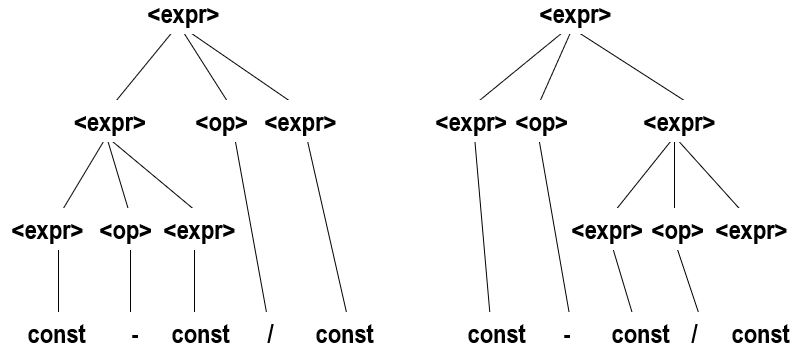 <expr> <expr>
<expr> <op> <expr> <expr> <op> <expr>
<expr> <op> <expr> <expr> <op> <expr>
const - const / const const - const / const